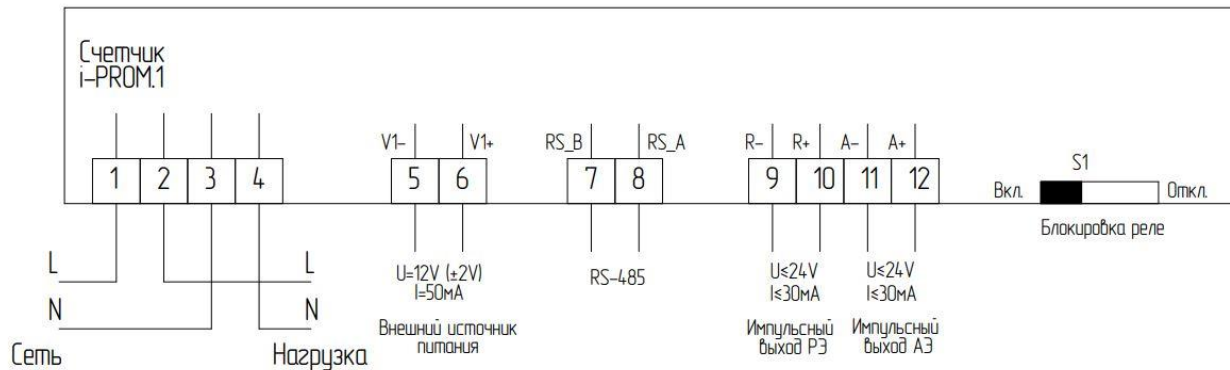 Счетчик
i-PROM.1
V1- V1+ RS_B RS_A R- R+ A- A+ S1
1 2 3 4 5 6 7 8 9 10 11 12 Вкл. Откл.
Блокировка реле
L L U=12V (±2V) RS-485 U≤24V U≤24V
I=50мА I≤30мА I≤30мА
N N Внешний источник Импульсный Импульсный
питания выход РЭ выход АЭ
Сеть Нагрузка